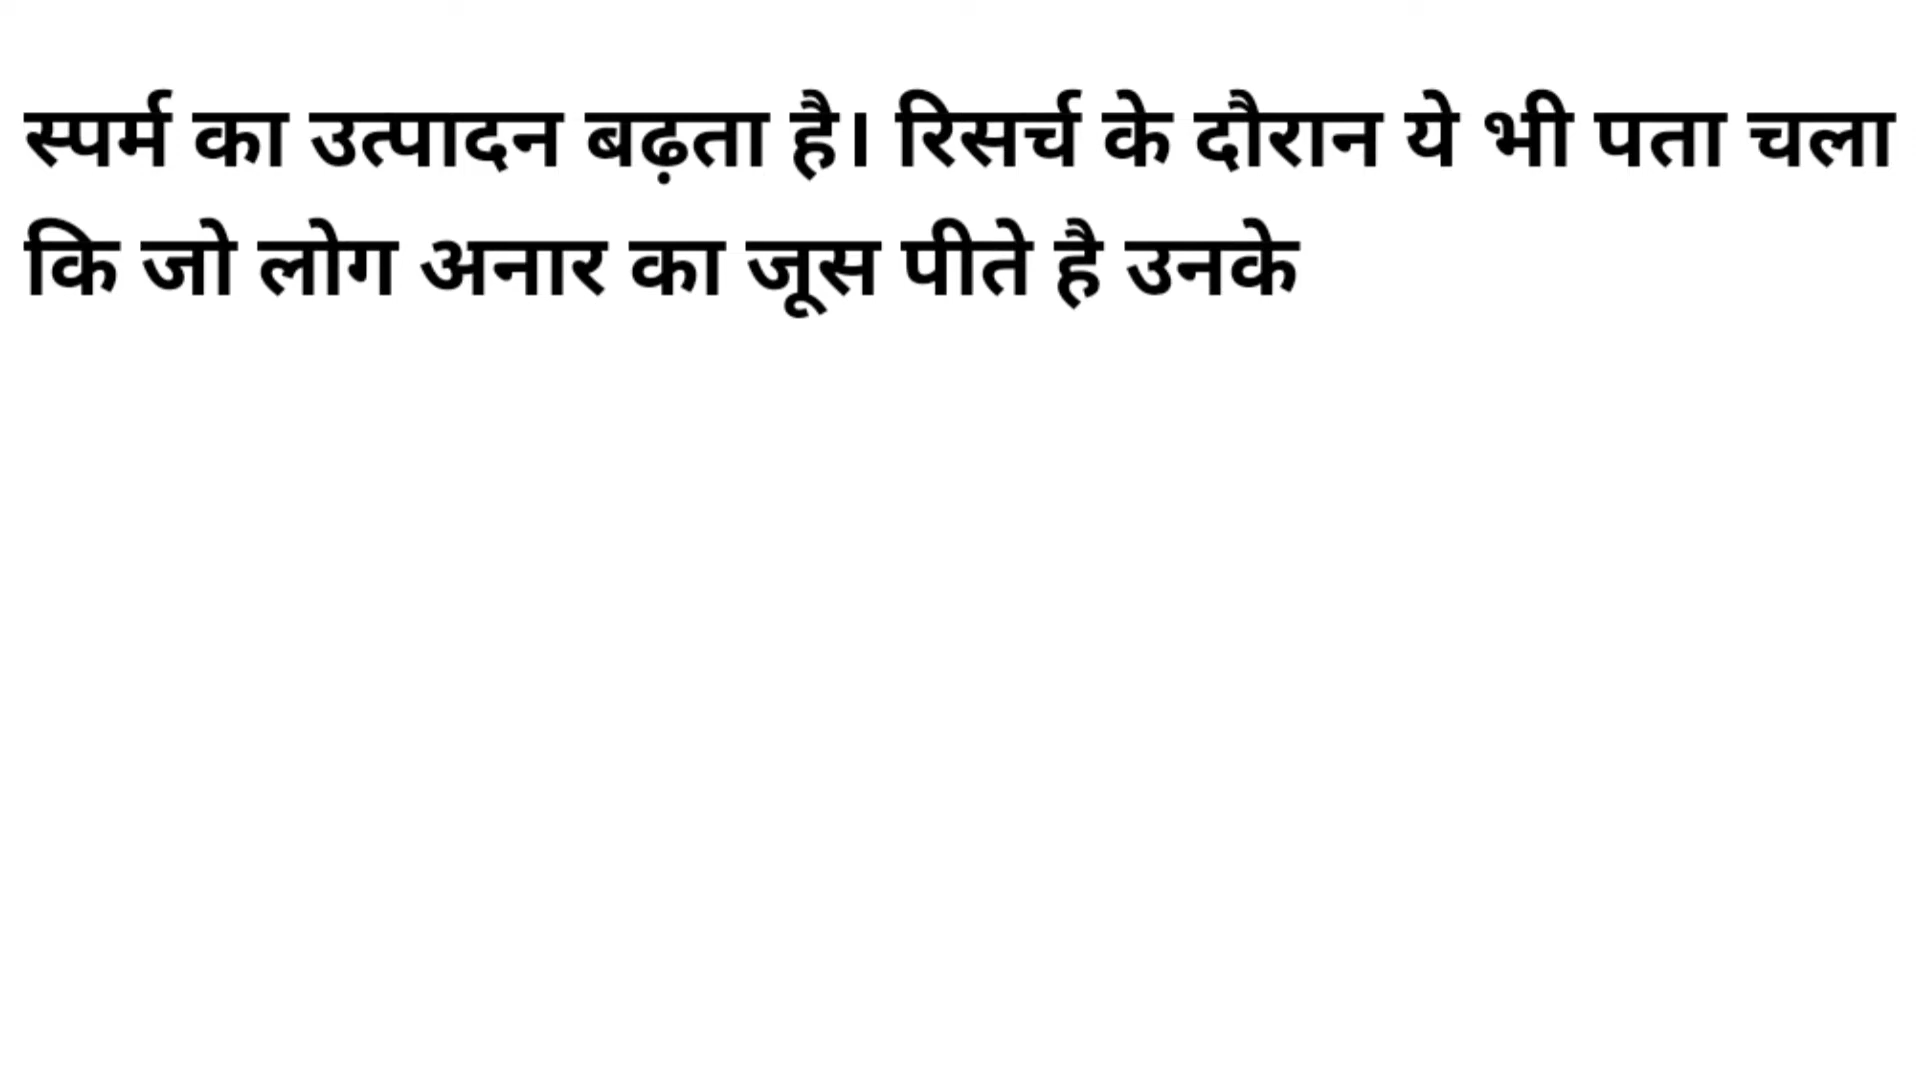 स्पर्म का उत्पादन बढ़ता है। रिसर्च के दौरान ये भी पता चला
कि जो लोग अनार का जूस पीते है उनके